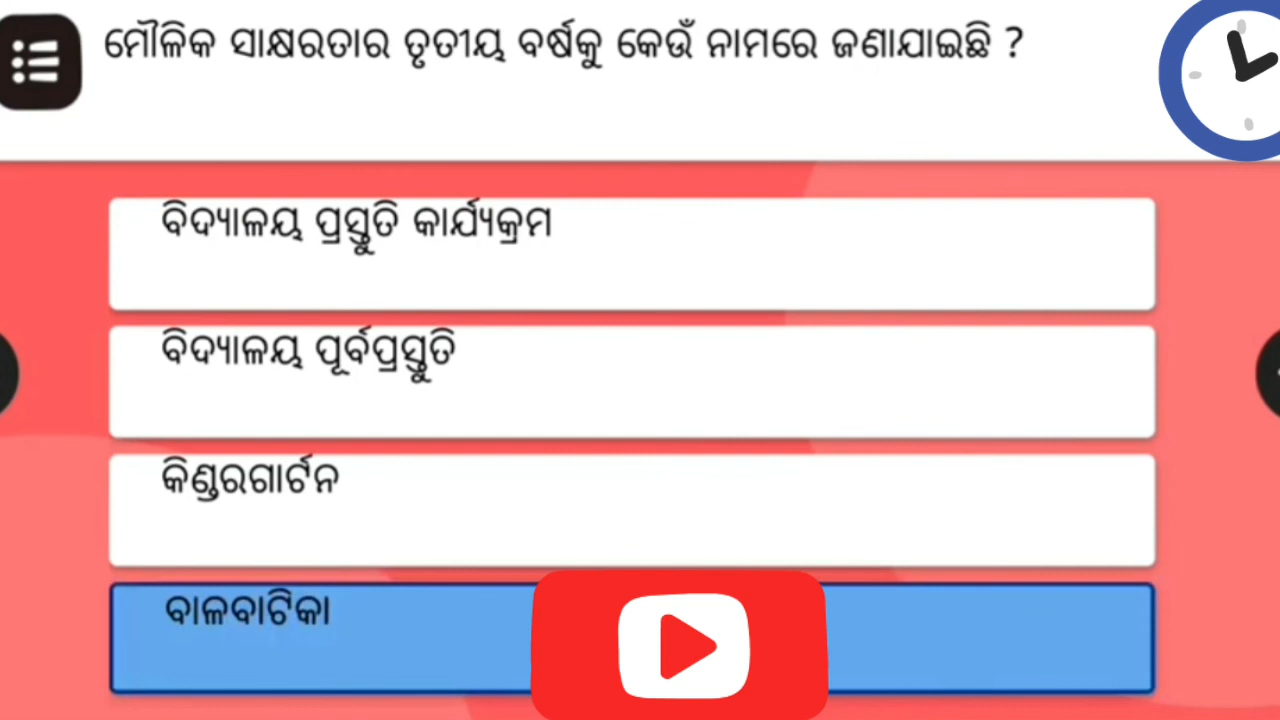 ମୌଳିକ ସାକ୍ଷରତାର ତୃତୀୟ ବର୍ଷକୁ କେଉଁ ନାମରେ ଜଣାଯାଇଛି ?
ବିଦ୍ୟାଳୟ ପ୍ରସ୍ତୁତି କାର୍ଯ୍ୟକ୍ରମ
ବିଦ୍ୟାଳୟ ପୂର୍ବପ୍ରସ୍ତୁତି
କିଣ୍ଡରଗାର୍ଟନ
ବାଳବାଟିକା